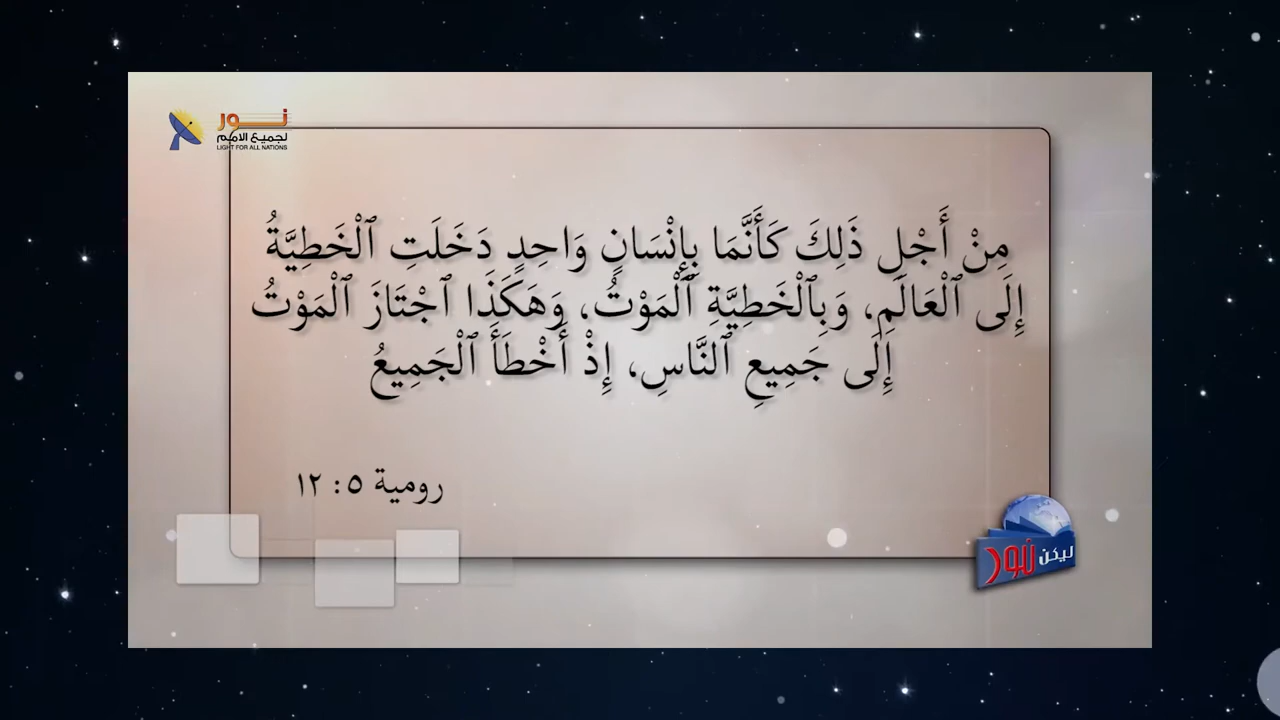 نور
لجميع الامم
LIGHT FOR ALL NATIONS
مِنْ أَجْلِ ذَلِكَ كَأَنَّمَا بِإِنْسَانٍ وَاحِدٍ دَخَلَتِ ٱلْخَطِيَّةُ
إِلَى ٱلْعَالَمِ، وَبِٱلْخَطِيَّةِ ٱلْمَوْتُ، وَهَكَذَا ٱجْتَازَ ٱلْمَوْتُ
إِلَى جَمِيعِ ٱلنَّاسِ، إِذْ أَخْطَأَ ٱلْجَمِيعُ
رومية ٥: ١٢
ليكن نور